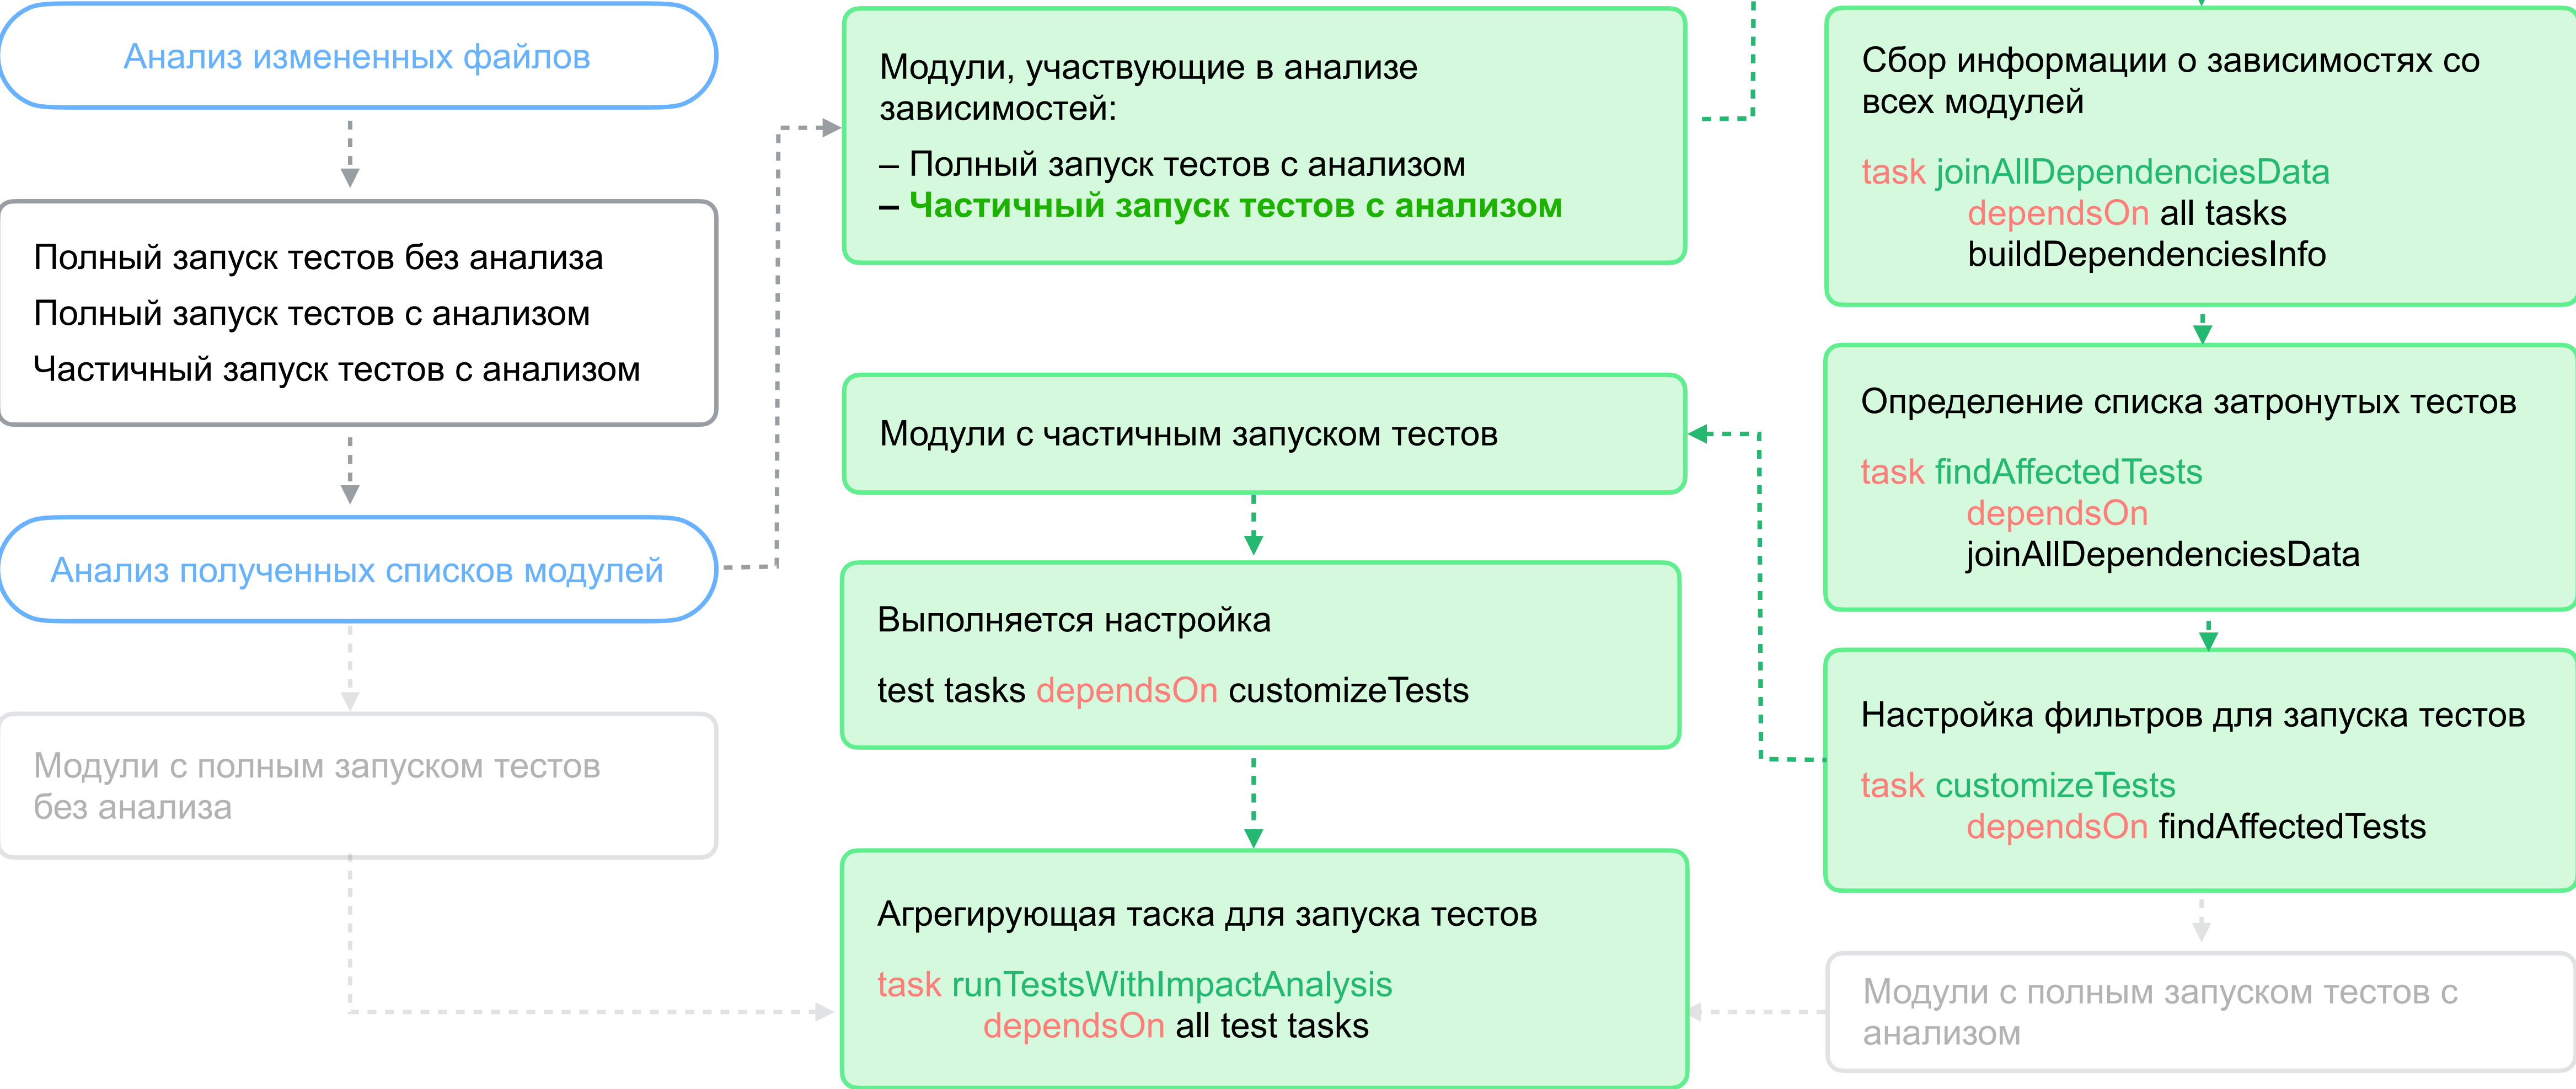 Анализ измененных файлов
Полный запуск тестов без анализа
Полный запуск тестов с анализом
Частичный запуск тестов с анализом
Анализ полученных списков модулей
Модули с полным запуском тестов
без анализа
Модули, участвующие в анализе
зависимостей:
– Полный запуск тестов с анализом
– Частичный запуск тестов с анализом
Модули с частичным запуском тестов
Выполняется настройка
test tasks dependsOn customizeTests
Агрегирующая таска для запуска тестов
task runTestsWithImpactAnalysis
dependsOn all test tasks
Сбор информации о зависимостях со
всех модулей
task joinAllDependenciesData
dependsOn all tasks
buildDependenciesInfo
Определение списка затронутых тестов
task findAffectedTests
dependsOn
joinAllDependenciesData
Настройка фильтров для запуска тестов
task customizeTests
dependsOn findAffectedTests
Модули с полным запуском тестов с
анализом